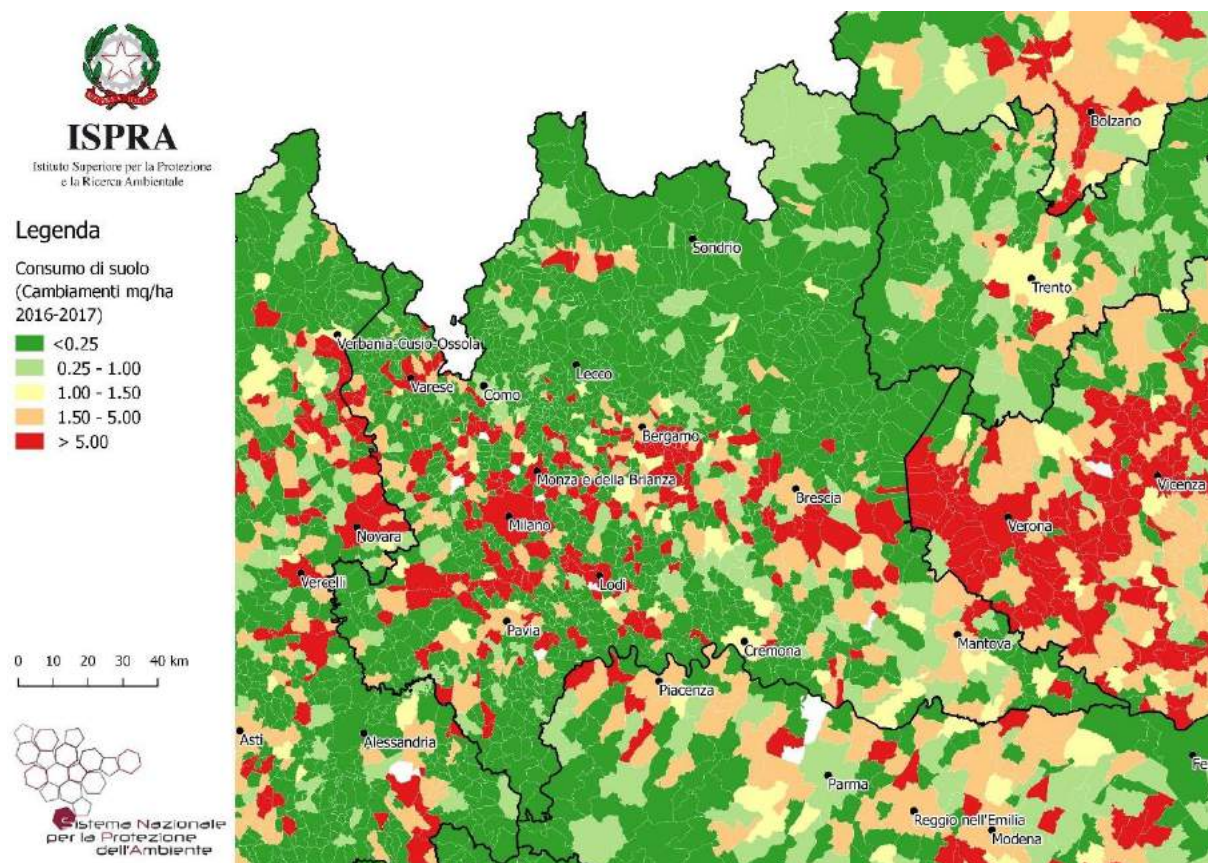 ISPRA
Istituto Superiore per la Protezione
e la Ricerca Ambientale
Legenda
Consumo di suolo
(Cambiamenti mq/ha
2016-2017)
<0.25
0.25 - 1.00
1.00 - 1.50
1.50 - 5.00
> 5.00
0 10 20 30 40 km
Sistema Nazionale
per la Protezione
dell'Ambiente
Bolzano
Sondrio
Trento
Verbania-Cusio-Ossola
Lecco
Varese
Como
Bergamo
Monza e della Brianza
Vicenza
Brescia
Milano
Verona
Novara
Vercelli
Lodi
Pavia
Mantova
Cremona
Piacenza
Asti
Alessandria
Fe
Parma
Reggio nell'Emilia
Modena